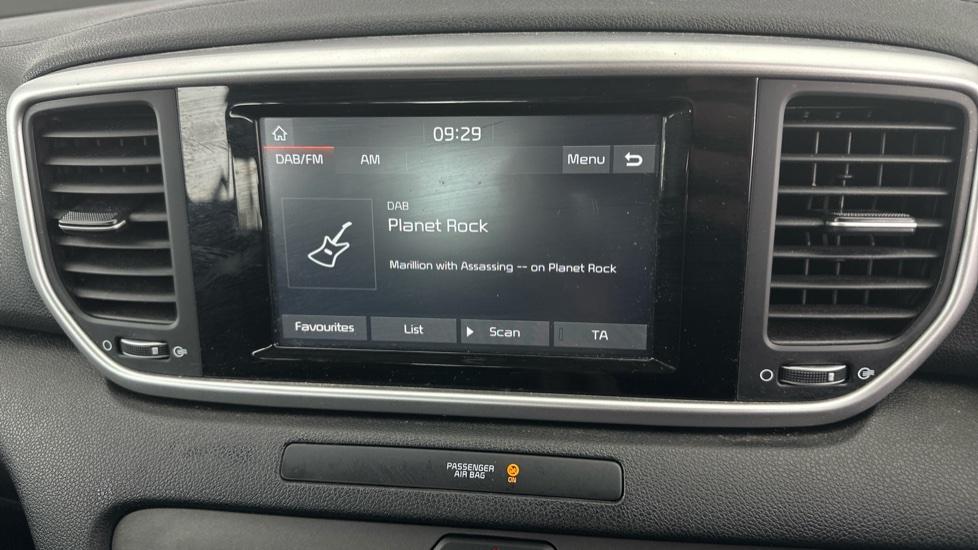 09:29
DAB/FM AM Menu
DAB
Planet Rock
Marillion with Assassing -- on Planet Rock
Favourites List Scan TA
PASSENGER
AIR BAG
ON